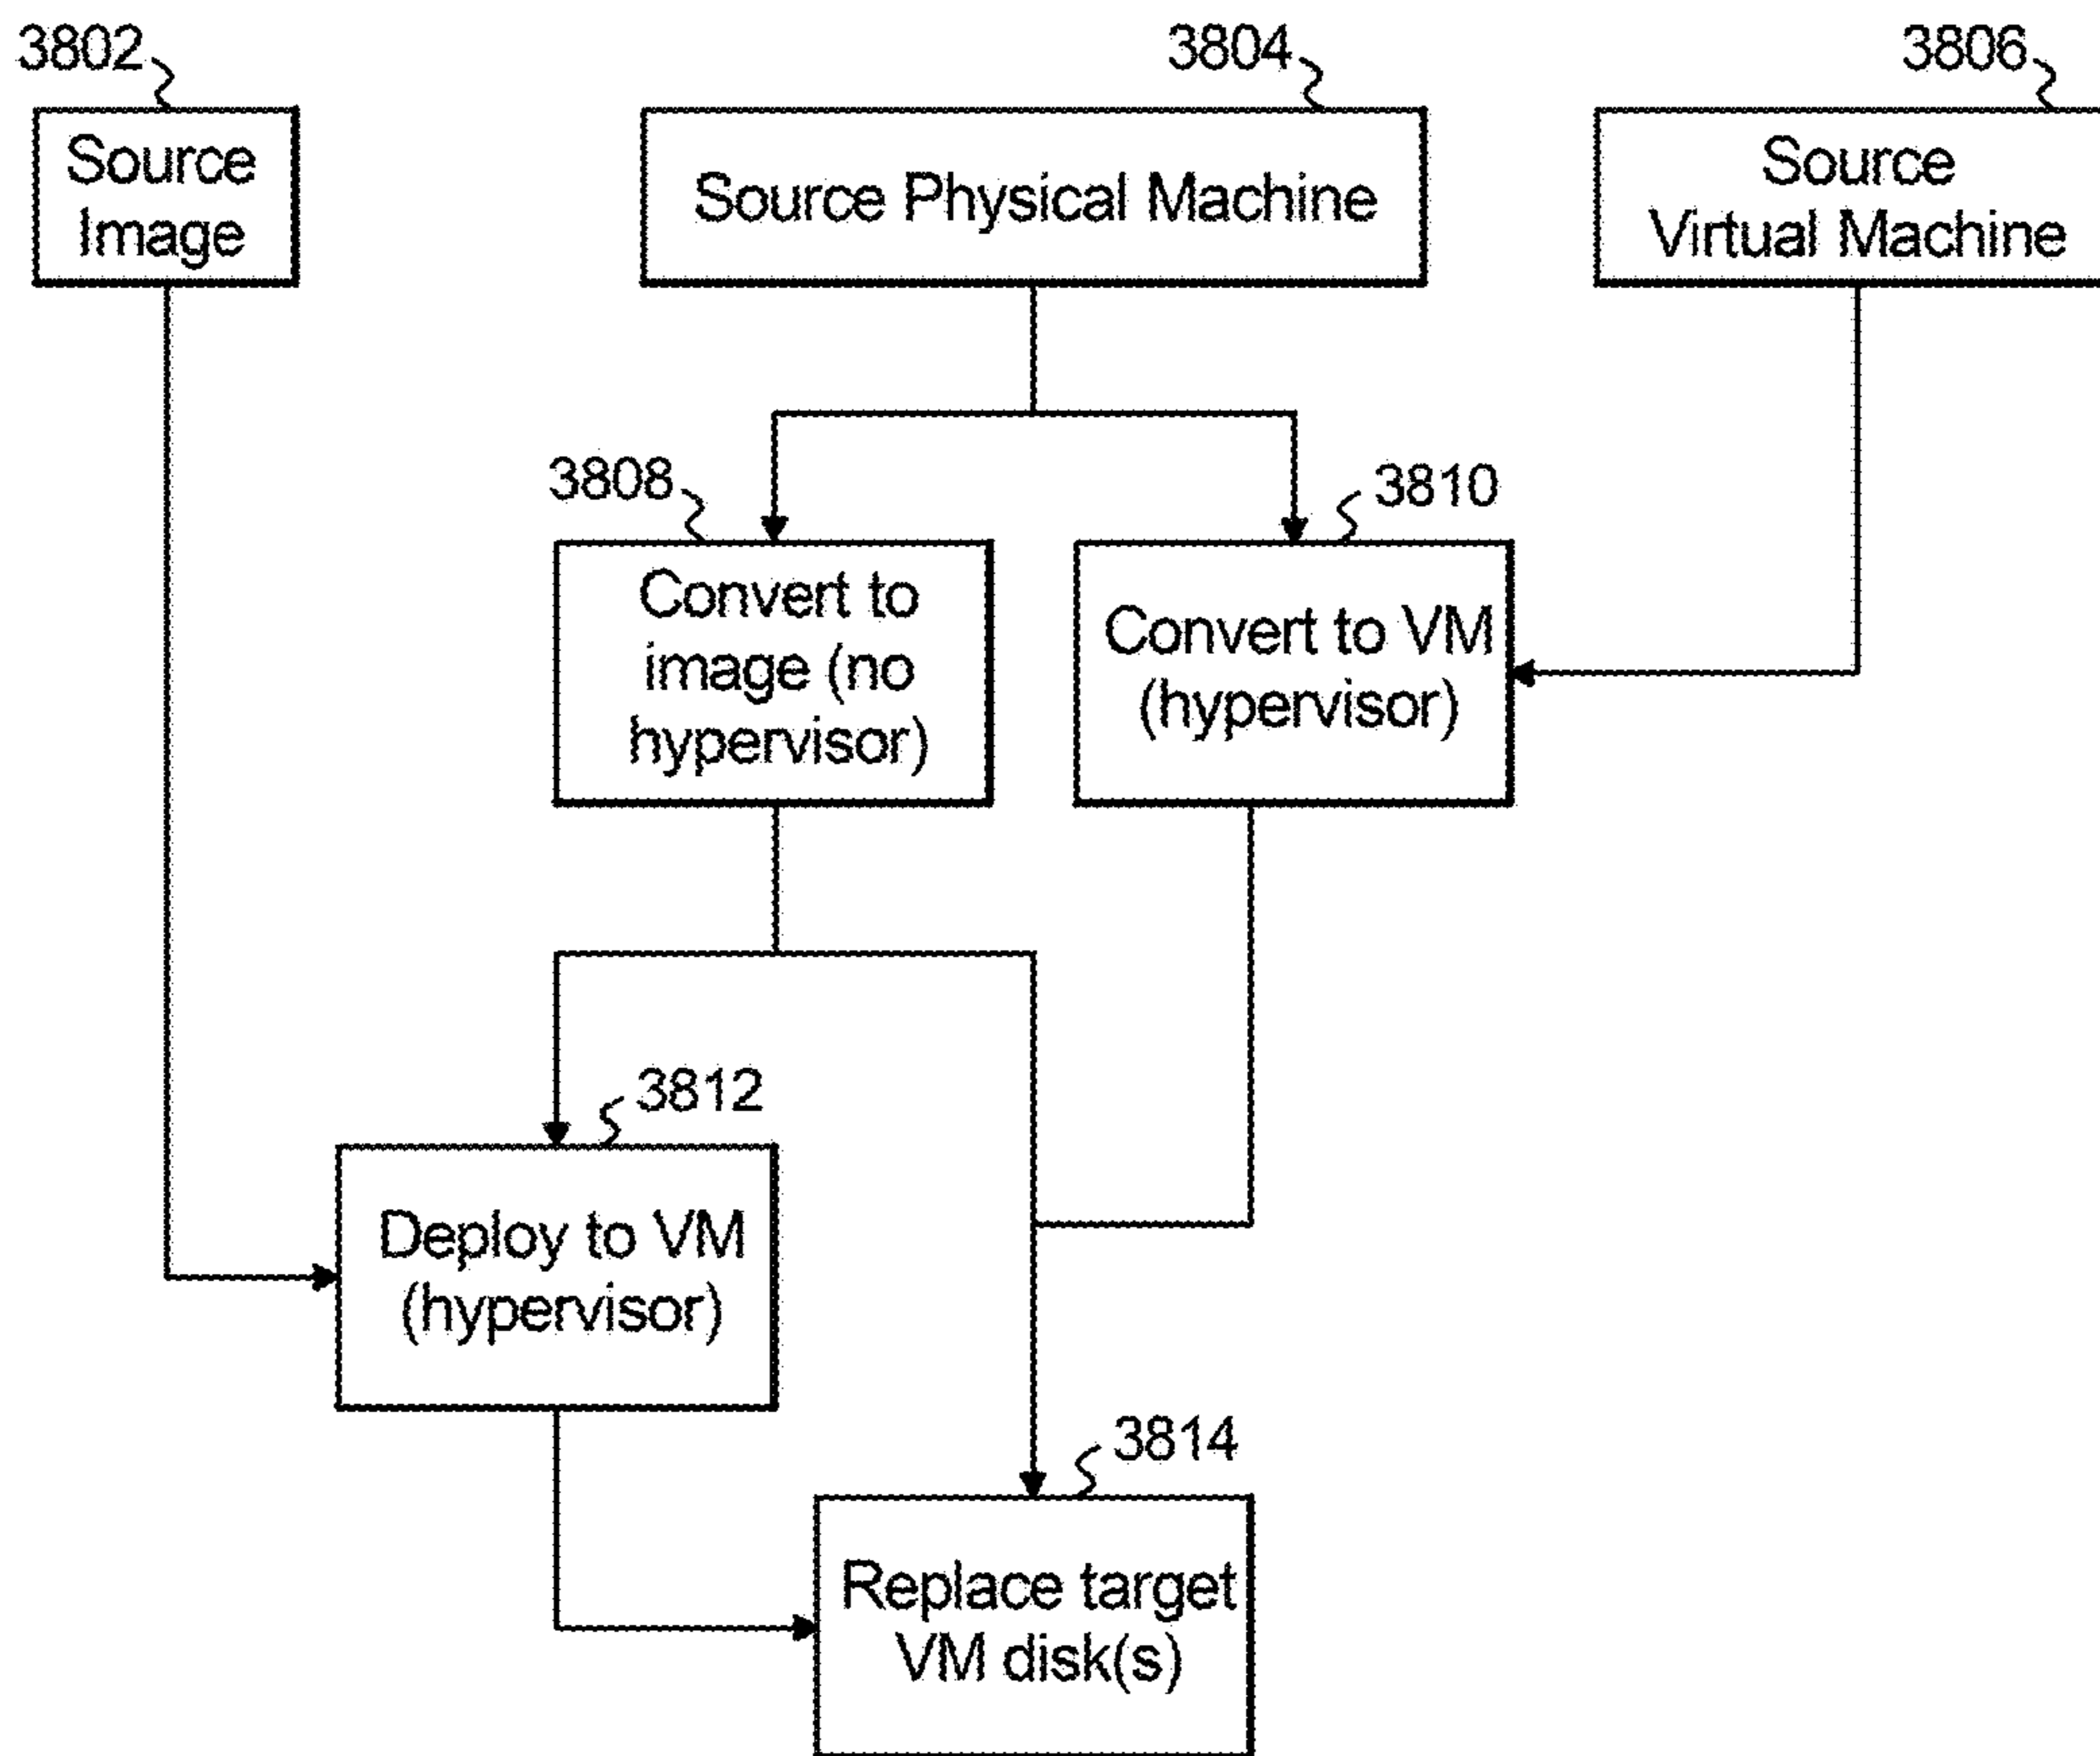 3802
3804
3806
Source
Image
Source Physical Machine
Source
Virtual Machine
3808
3810
Convert to
image (no
hypervisor)
Convert to VM
(hypervisor)
3812
Deploy to VM
(hypervisor)
3814
Replace target
VM disk(s)